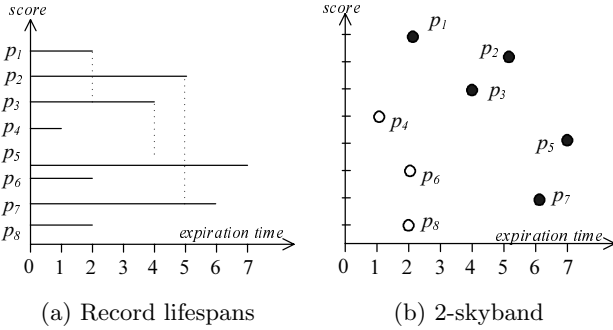 score
p1
p2
p3
p4
p5
p6
p7
p8
expiration time
0 1 2 3 4 5 6 7
(a) Record lifespans
score
p1
p2
p3
p4
p5
p6
p7
p8
expiration time
0 1 2 3 4 5 6 7
(b) 2-skyband